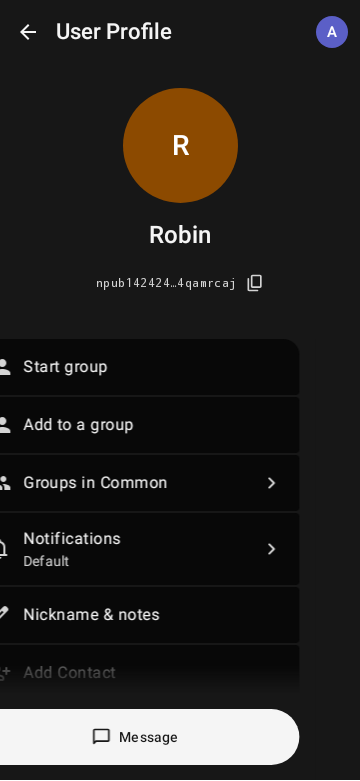 User Profile
A
R
Robin
npub142424…4qamrcaj
Start group
Add to a group
Groups in Common
Notifications
Default
Nickname & notes
Add Contact
Message